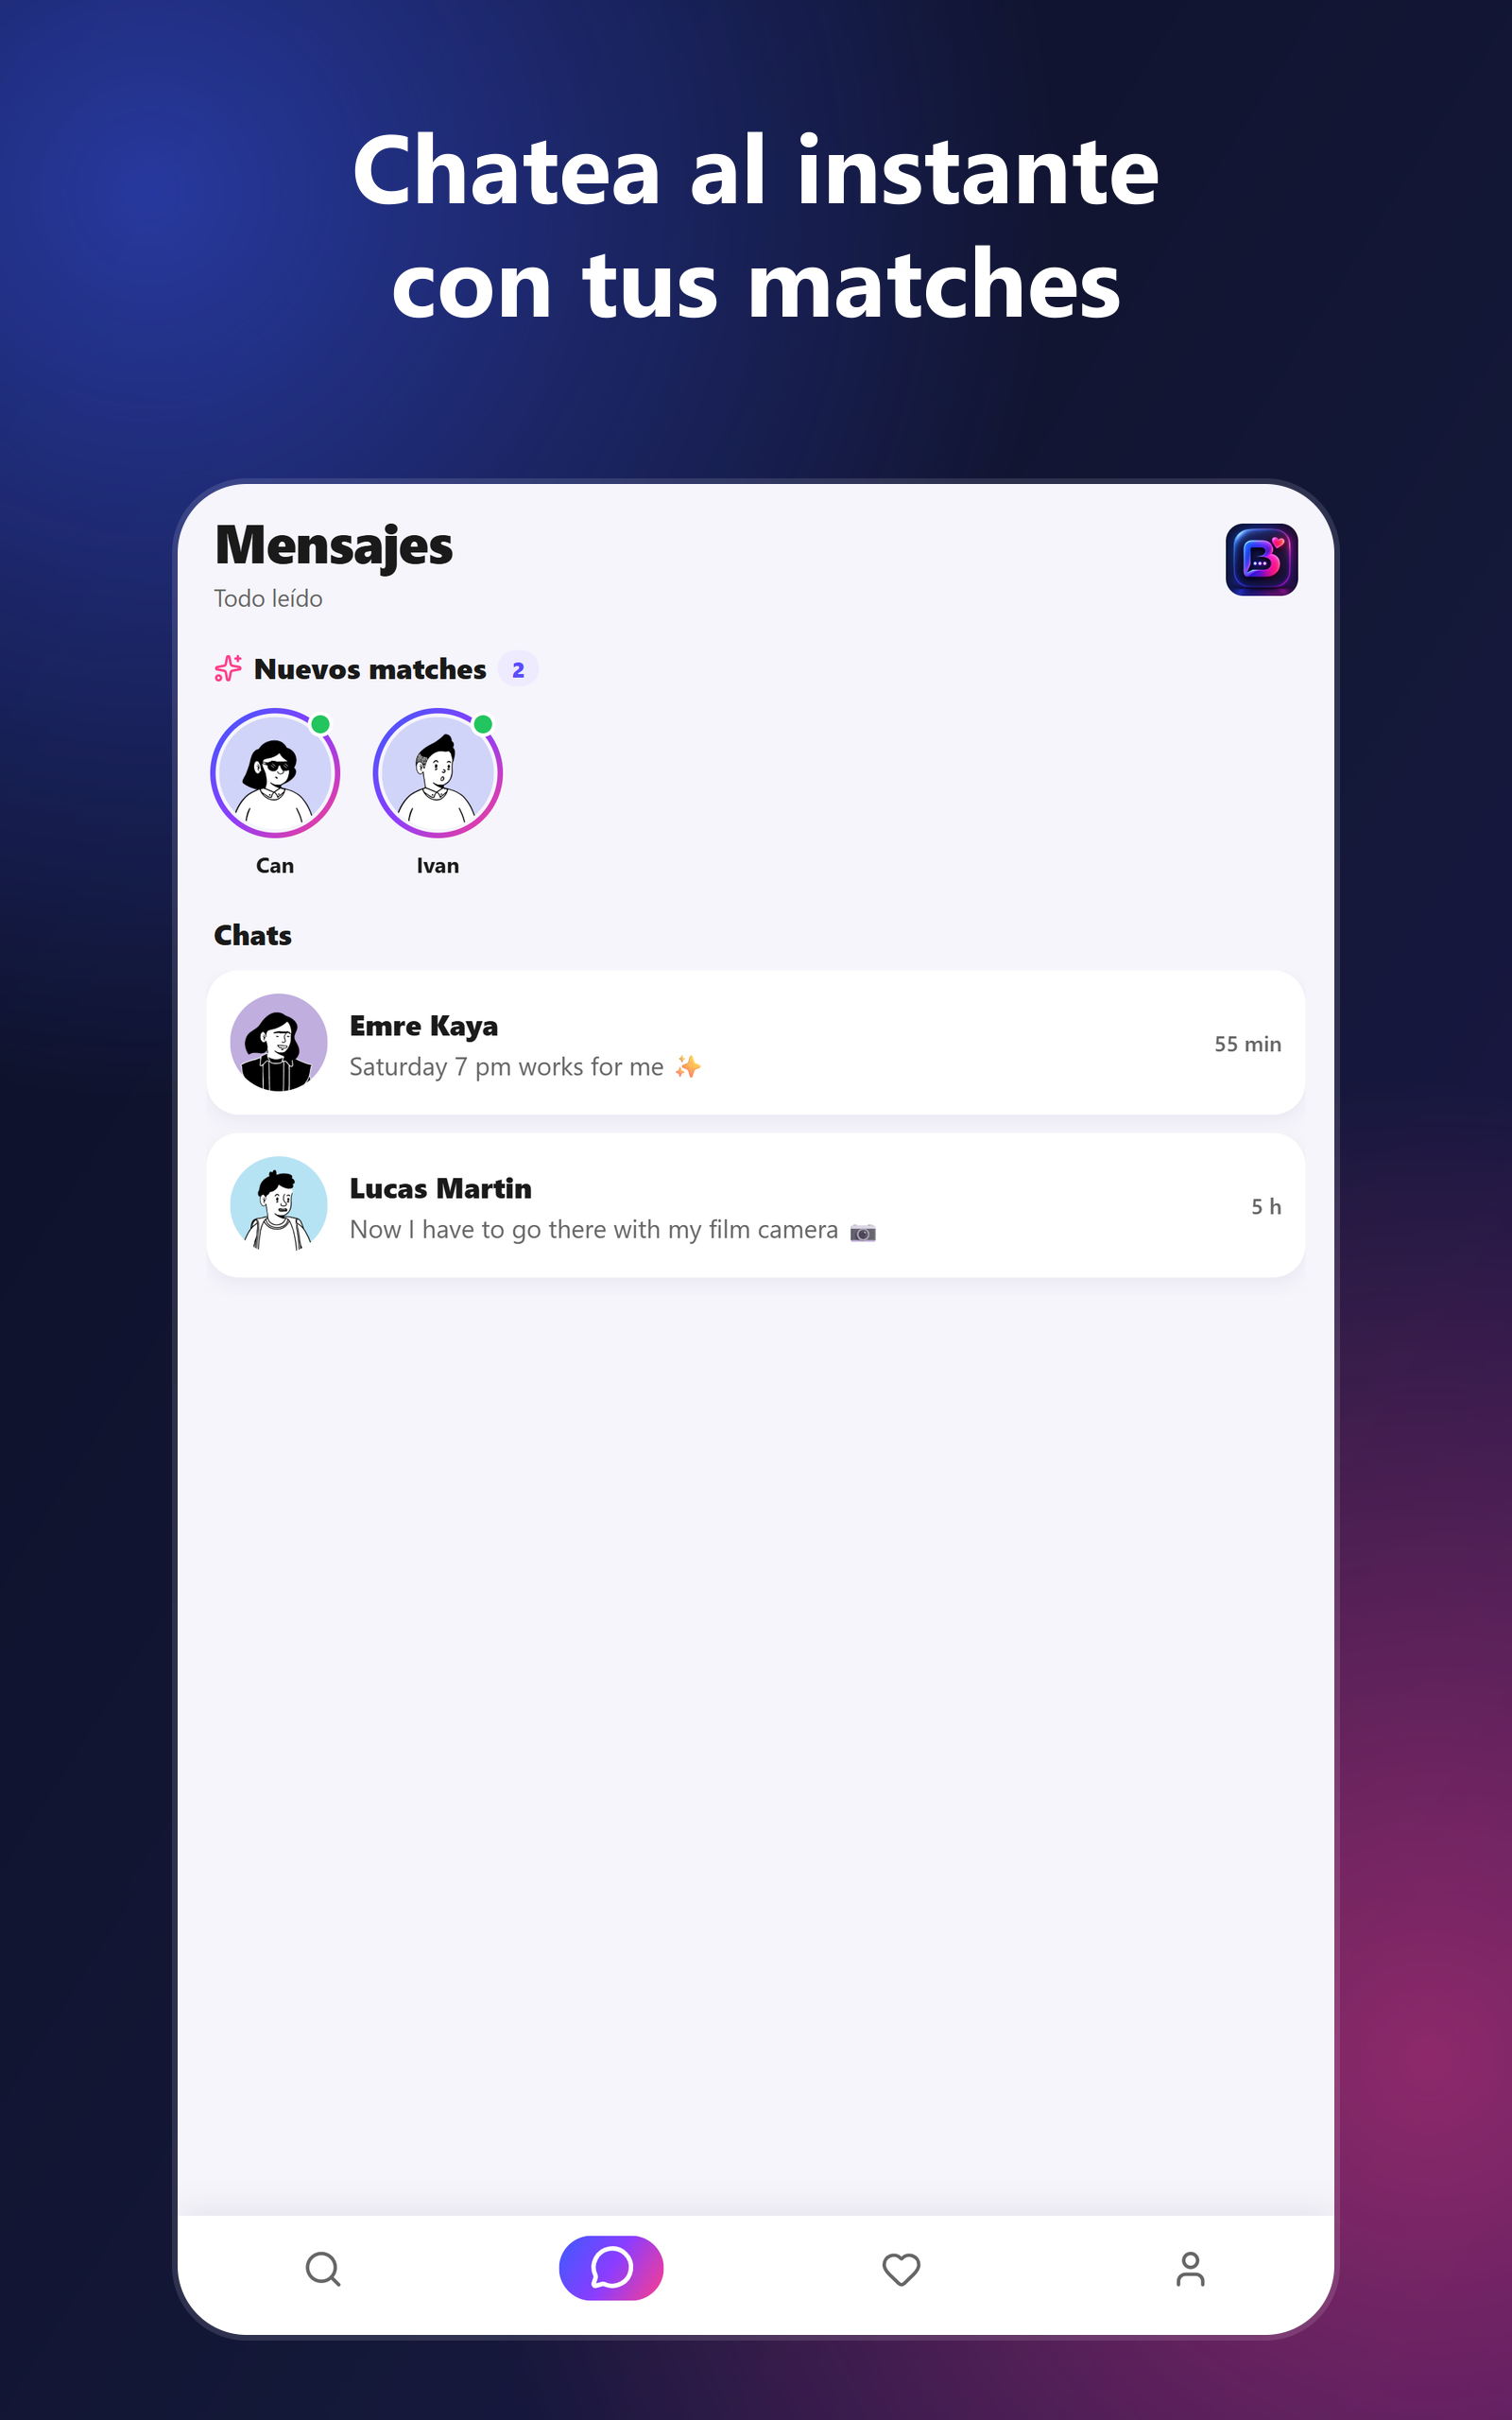 Chatea al instante
con tus matches
Mensajes
Todo leído
B
Nuevos matches 2
Can
Ivan
Chats
Emre Kaya
Saturday 7 pm works for me ✨
55 min
Lucas Martin
Now I have to go there with my film camera 📷
5 h